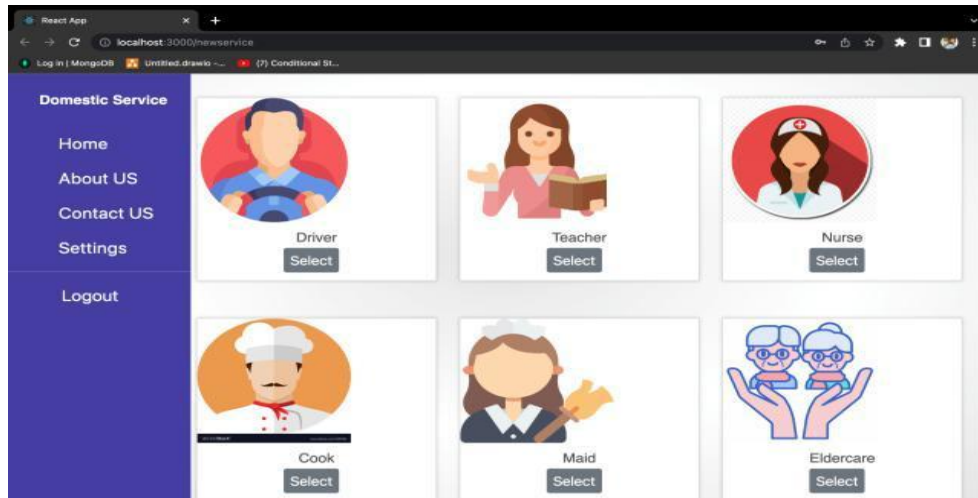 React App
localhost:3000/newservice
Log In | MongoDB Untitled.drawio -... (7) Conditional St...
Domestic Service
Home
About US
Contact US
Settings
Logout
Driver Teacher Nurse
Select Select Select
Cook Maid Eldercare
Select Select Select